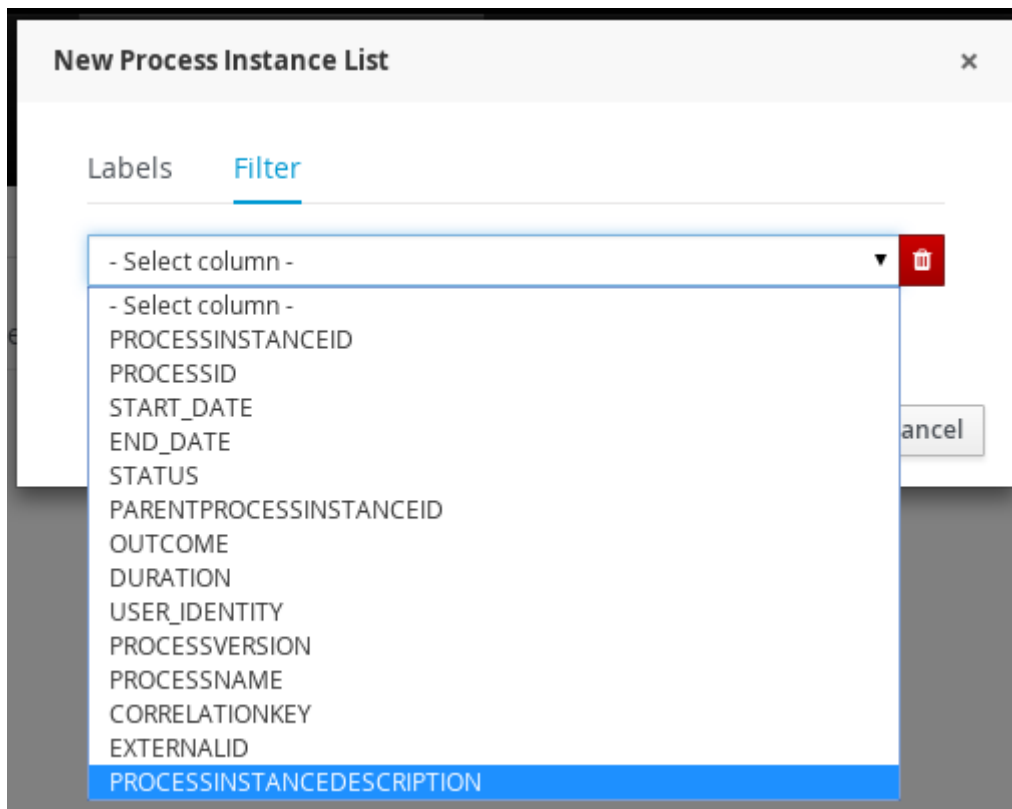 New Process Instance List
×
Labels Filter
- Select column -
- Select column -
PROCESSINSTANCEID
PROCESSID
START_DATE
END_DATE
STATUS
PARENTPROCESSINSTANCEID
OUTCOME
DURATION
USER_IDENTITY
PROCESSVERSION
PROCESSNAME
CORRELATIONKEY
EXTERNALID
PROCESSINSTANCEDESCRIPTION
ancel